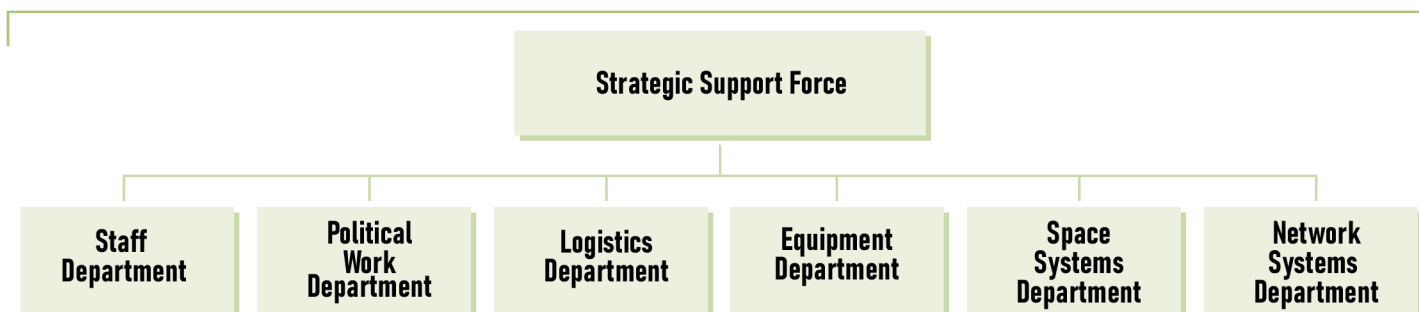 Strategic Support Force
Staff
Department
Political
Work
Department
Logistics
Department
Equipment
Department
Space
Systems
Department
Network
Systems
Department